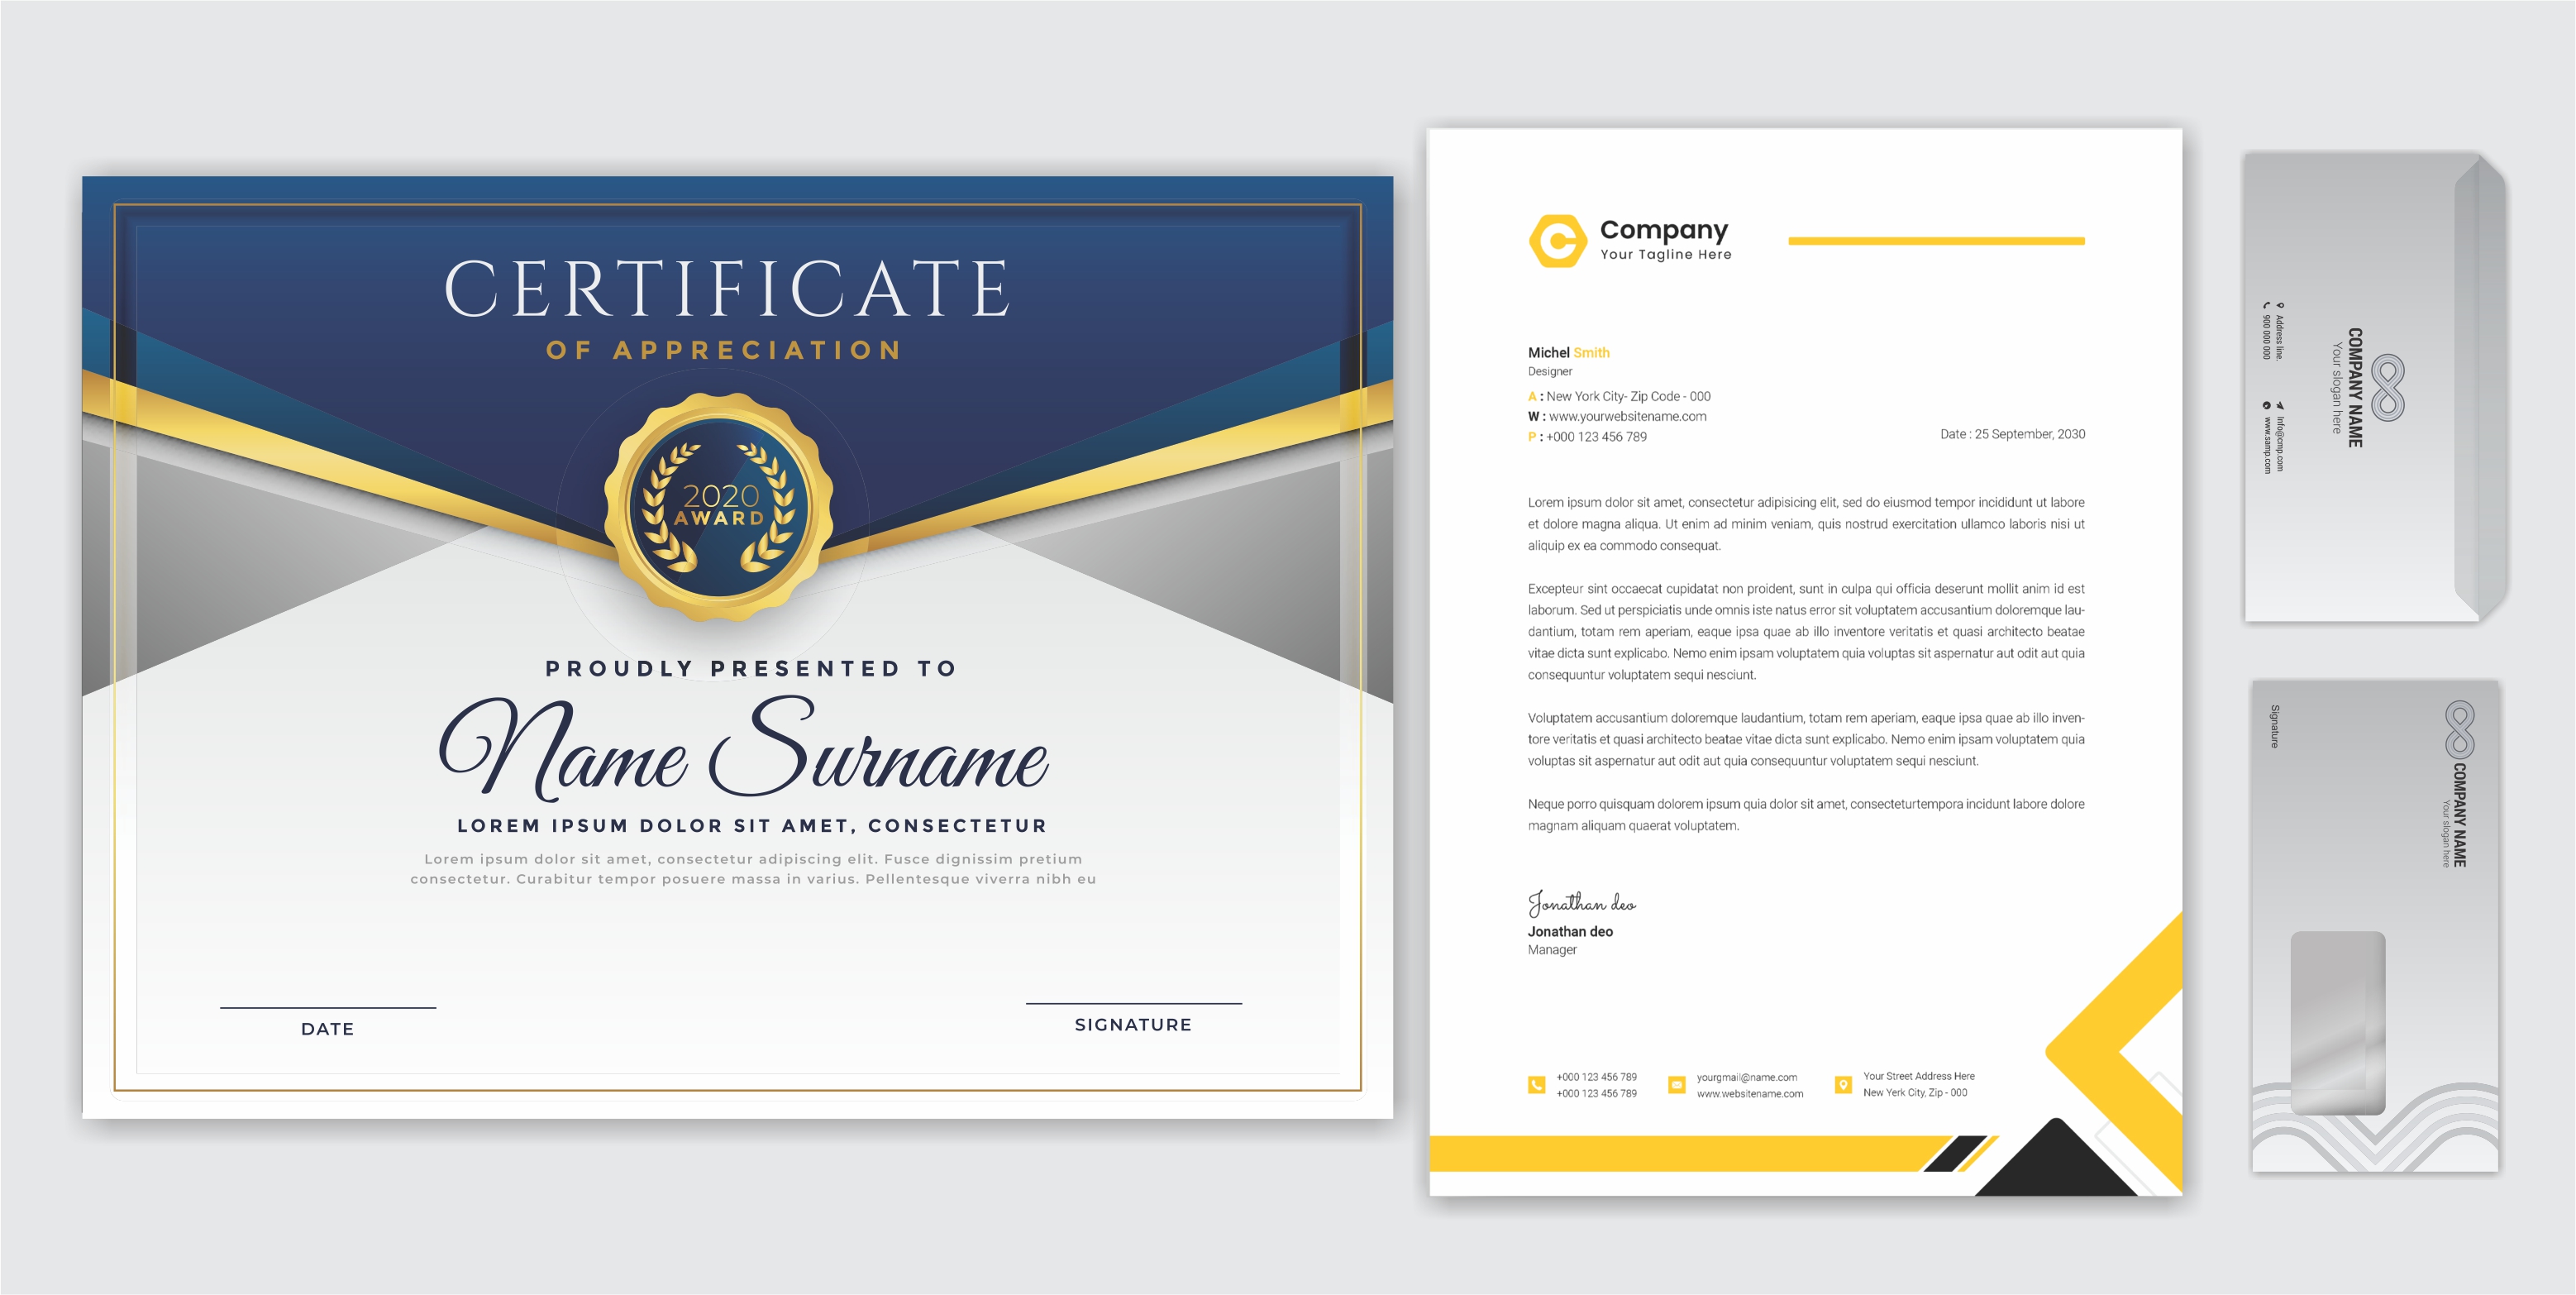 CERTIFICATE
OF APPRECIATION
2020
AWARD
PROUDLY PRESENTED TO
Name Surname
LOREM IPSUM DOLOR SIT AMET, CONSECTETUR
Lorem ipsum dolor sit amet, consectetur adipiscing elit. Fusce dignissim pretium
consectetur. Curabitur tempor posuere massa in varius. Pellentesque viverra nibh eu
DATE
SIGNATURE
Company
Your Tagline Here
Michel Smith
Designer
A : New York City- Zip Code - 000
W : www.yourwebsitename.com
P : +000 123 456 789
Date : 25 September, 2030
Lorem ipsum dolor sit amet, consectetur adipisicing elit, sed do eiusmod tempor incididunt ut labore
et dolore magna aliqua. Ut enim ad minim veniam, quis nostrud exercitation ullamco laboris nisi ut
aliquip ex ea commodo consequat.
Excepteur sint occaecat cupidatat non proident, sunt in culpa qui officia deserunt mollit anim id est
laborum. Sed ut perspiciatis unde omnis iste natus error sit voluptatem accusantium doloremque lau-
dantium, totam rem aperiam, eaque ipsa quae ab illo inventore veritatis et quasi architecto beatae
vitae dicta sunt explicabo. Nemo enim ipsam voluptatem quia voluptas sit aspernatur aut odit aut quia
consequuntur voluptatem sequi nesciunt.
Voluptatem accusantium doloremque laudantium, totam rem aperiam, eaque ipsa quae ab illo inven-
tore veritatis et quasi architecto beatae vitae dicta sunt explicabo. Nemo enim ipsam voluptatem quia
voluptas sit aspernatur aut odit aut quia consequuntur voluptatem sequi nesciunt.
Neque porro quisquam dolorem ipsum quia dolor sit amet, consecteturtempora incidunt labore dolore
magnam aliquam quaerat voluptatem.
Jonathan deo
Jonathan deo
Manager
+000 123 456 789
+000 123 456 789
yourgmail@name.com
www.websitename.com
Your Street Address Here
New Yerk City, Zip - 000
COMPANY NAME
Your slogan here
Address line.
900 000 000
Info@cmp.com
www.samp.com
COMPANY NAME
Your slogan here
Signature